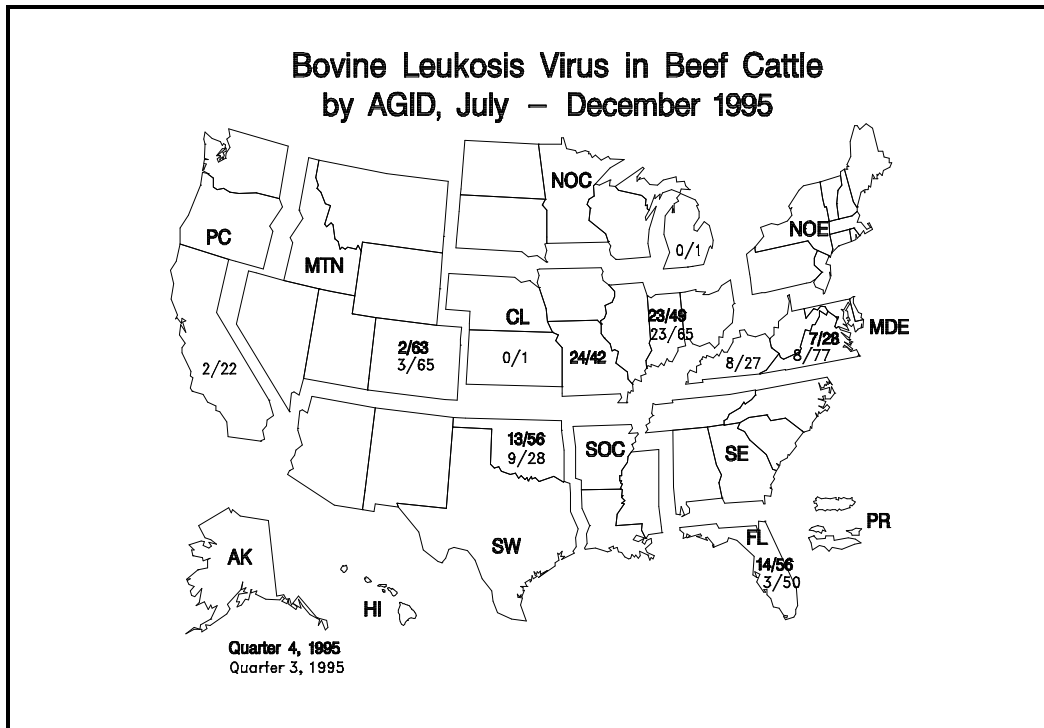 Bovine Leukosis Virus in Beef Cattle
by AGID, July – December 1995
NOC
NOE
PC
0/1
MTN
CL
23/49
23/65
MDE
7/28
8/77
2/63
3/65
0/1
24/42
8/27
2/22
13/56
9/28
SOC
SE
PR
FL
SW
AK
14/56
3/50
HI
Quarter 4, 1995
Quarter 3, 1995